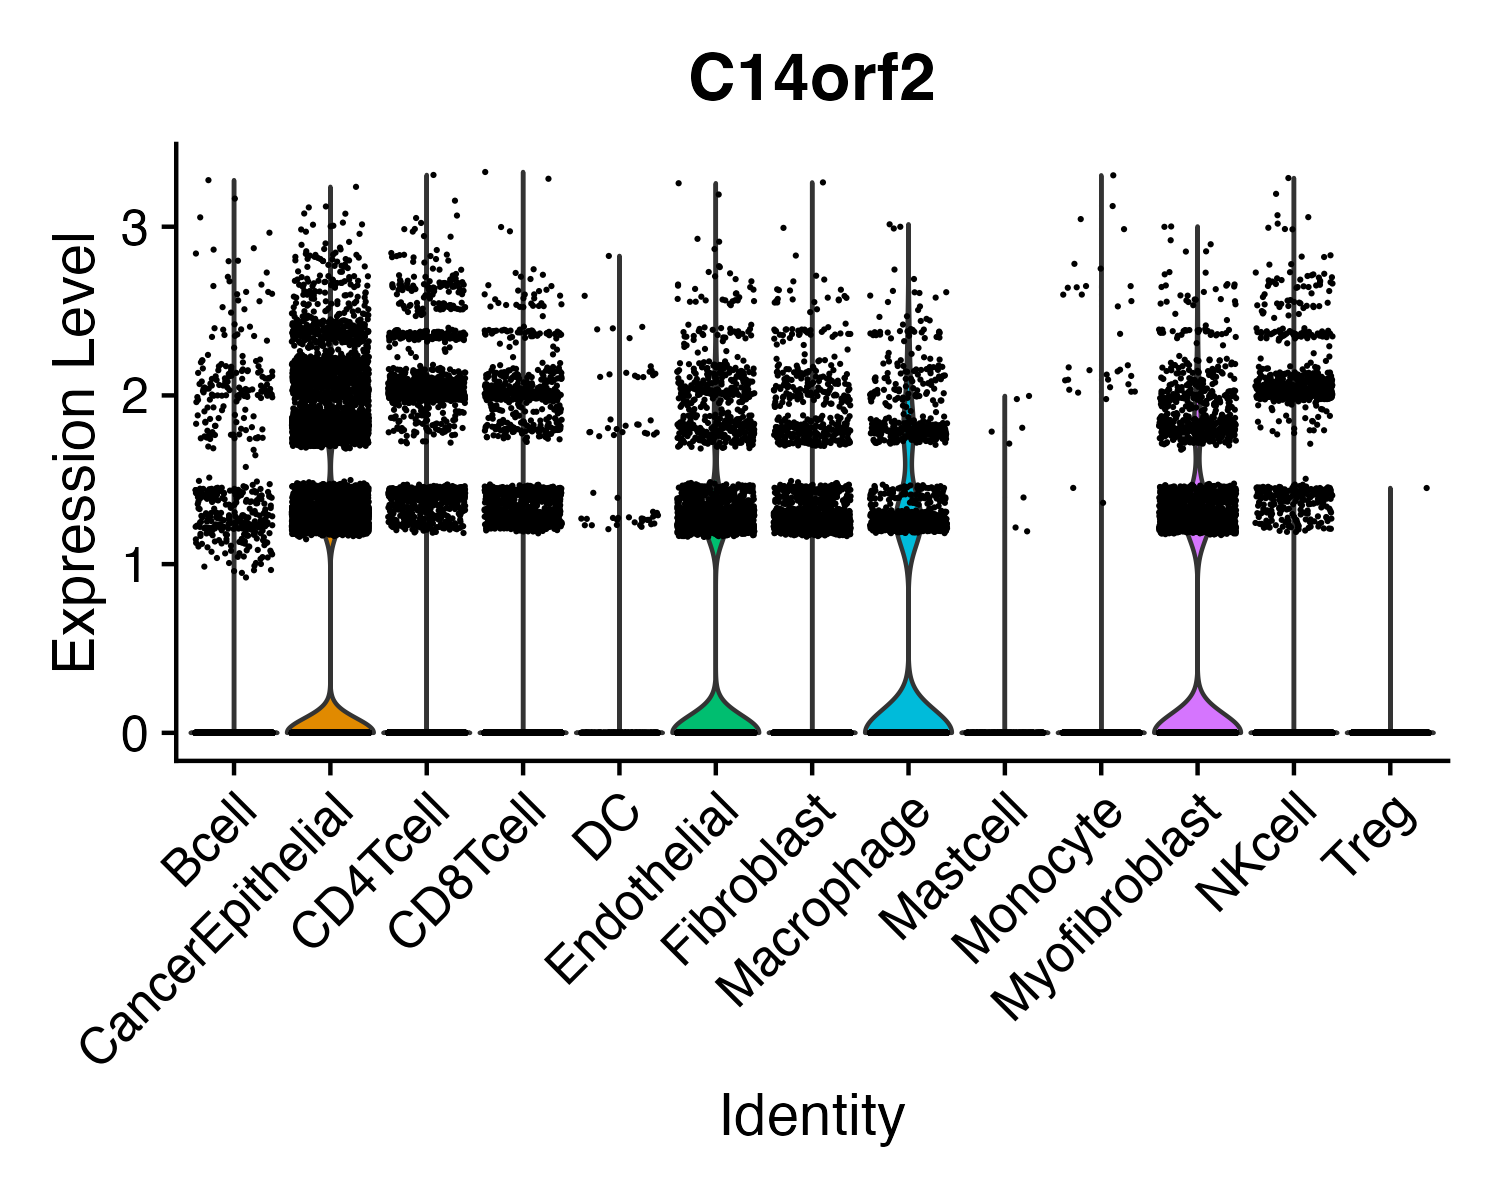 C14orf2
Expression Level
3
2
1
0
Bcell
CancerEpithelial
CD4Tcell
CD8Tcell
DC
Endothelial
Fibroblast
Macrophage
Mastcell
Monocyte
Myofibroblast
NKcell
Treg
Identity